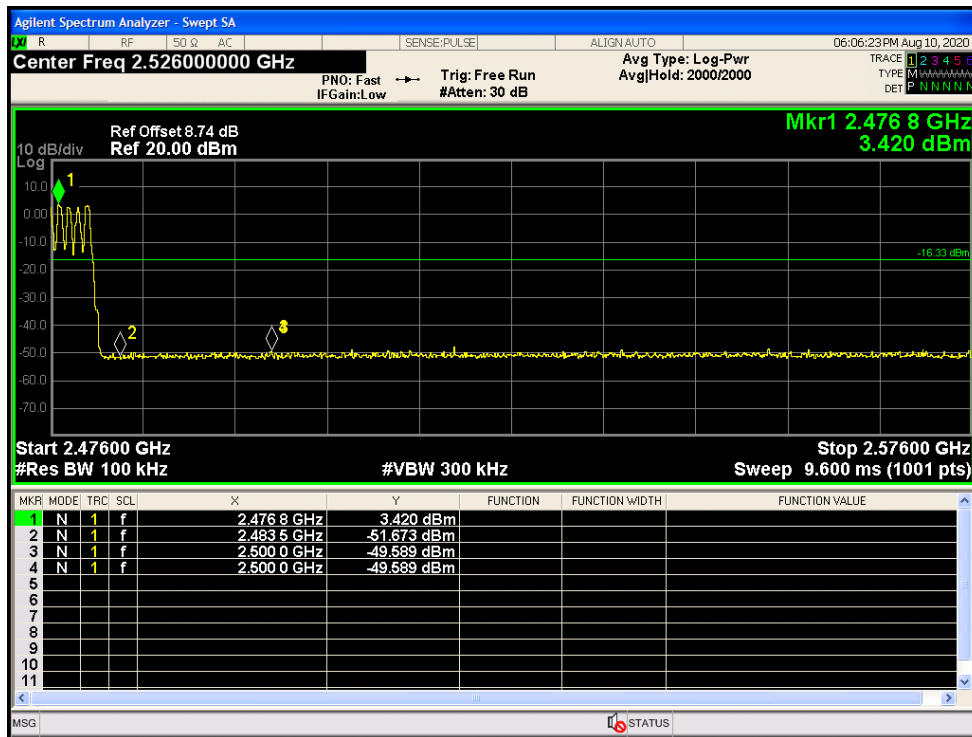 Agilent Spectrum Analyzer - Swept SA
LXI R RF 50 Ω AC SENSE:PULSE ALIGNAUTO 06:06:23 PM Aug 10, 2020
Center Freq 2.526000000 GHz
PNO: Fast
IFGain:Low
Trig: Free Run
#Atten: 30 dB
Avg Type: Log-Pwr
Avg|Hold: 2000/2000
TRACE 1 2 3 4 5 6
TYPE M
DET P N N N N N
Mkr1 2.476 8 GHz
3.420 dBm
Ref Offset 8.74 dB
10 dB/div Ref 20.00 dBm
Log
10.0
0.00
-10.0
-20.0
-30.0
-40.0
-50.0
-60.0
-70.0
1
-16.33 dBm
2
Start 2.47600 GHz Stop 2.57600 GHz
#Res BW 100 kHz #VBW 300 kHz Sweep 9.600 ms (1001 pts)
MKR MODE TRC SCL X Y FUNCTION FUNCTION WIDTH FUNCTION VALUE
1 N 1 f 2.476 8 GHz 3.420 dBm
2 N 1 f 2.483 5 GHz -51.673 dBm
3 N 1 f 2.500 0 GHz -49.589 dBm
4 N 1 f 2.500 0 GHz -49.589 dBm
5
6
7
8
9
10
11
MSG STATUS